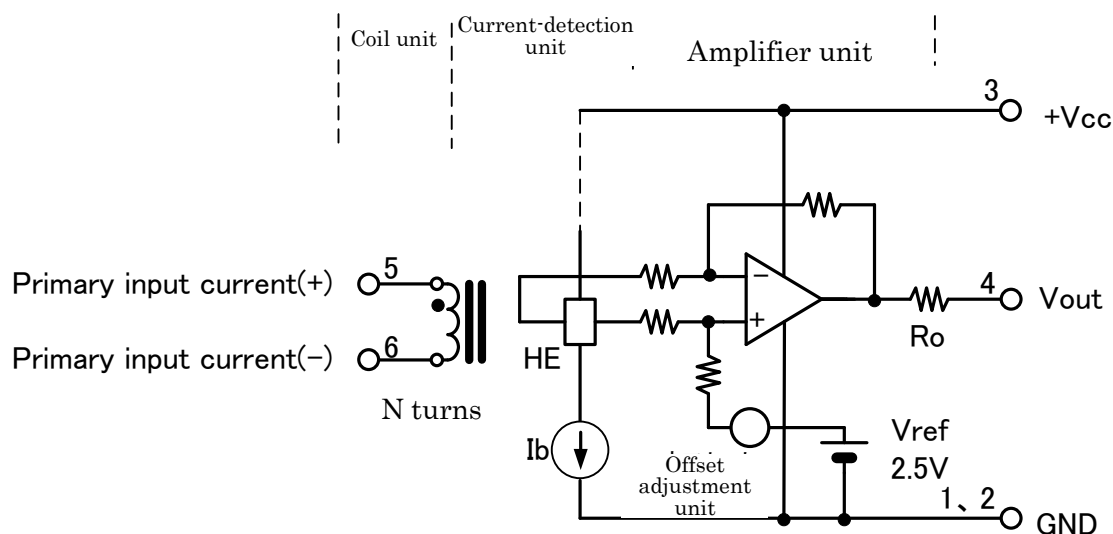 Coil unit
Current-detection
unit
Amplifier unit
3
+Vcc
Primary input current(+)
5
−
+
4
Vout
Ro
Primary input current(-)
6
HE
N turns
Ib
Vref
2.5V
Offset
adjustment
unit
1、2
GND